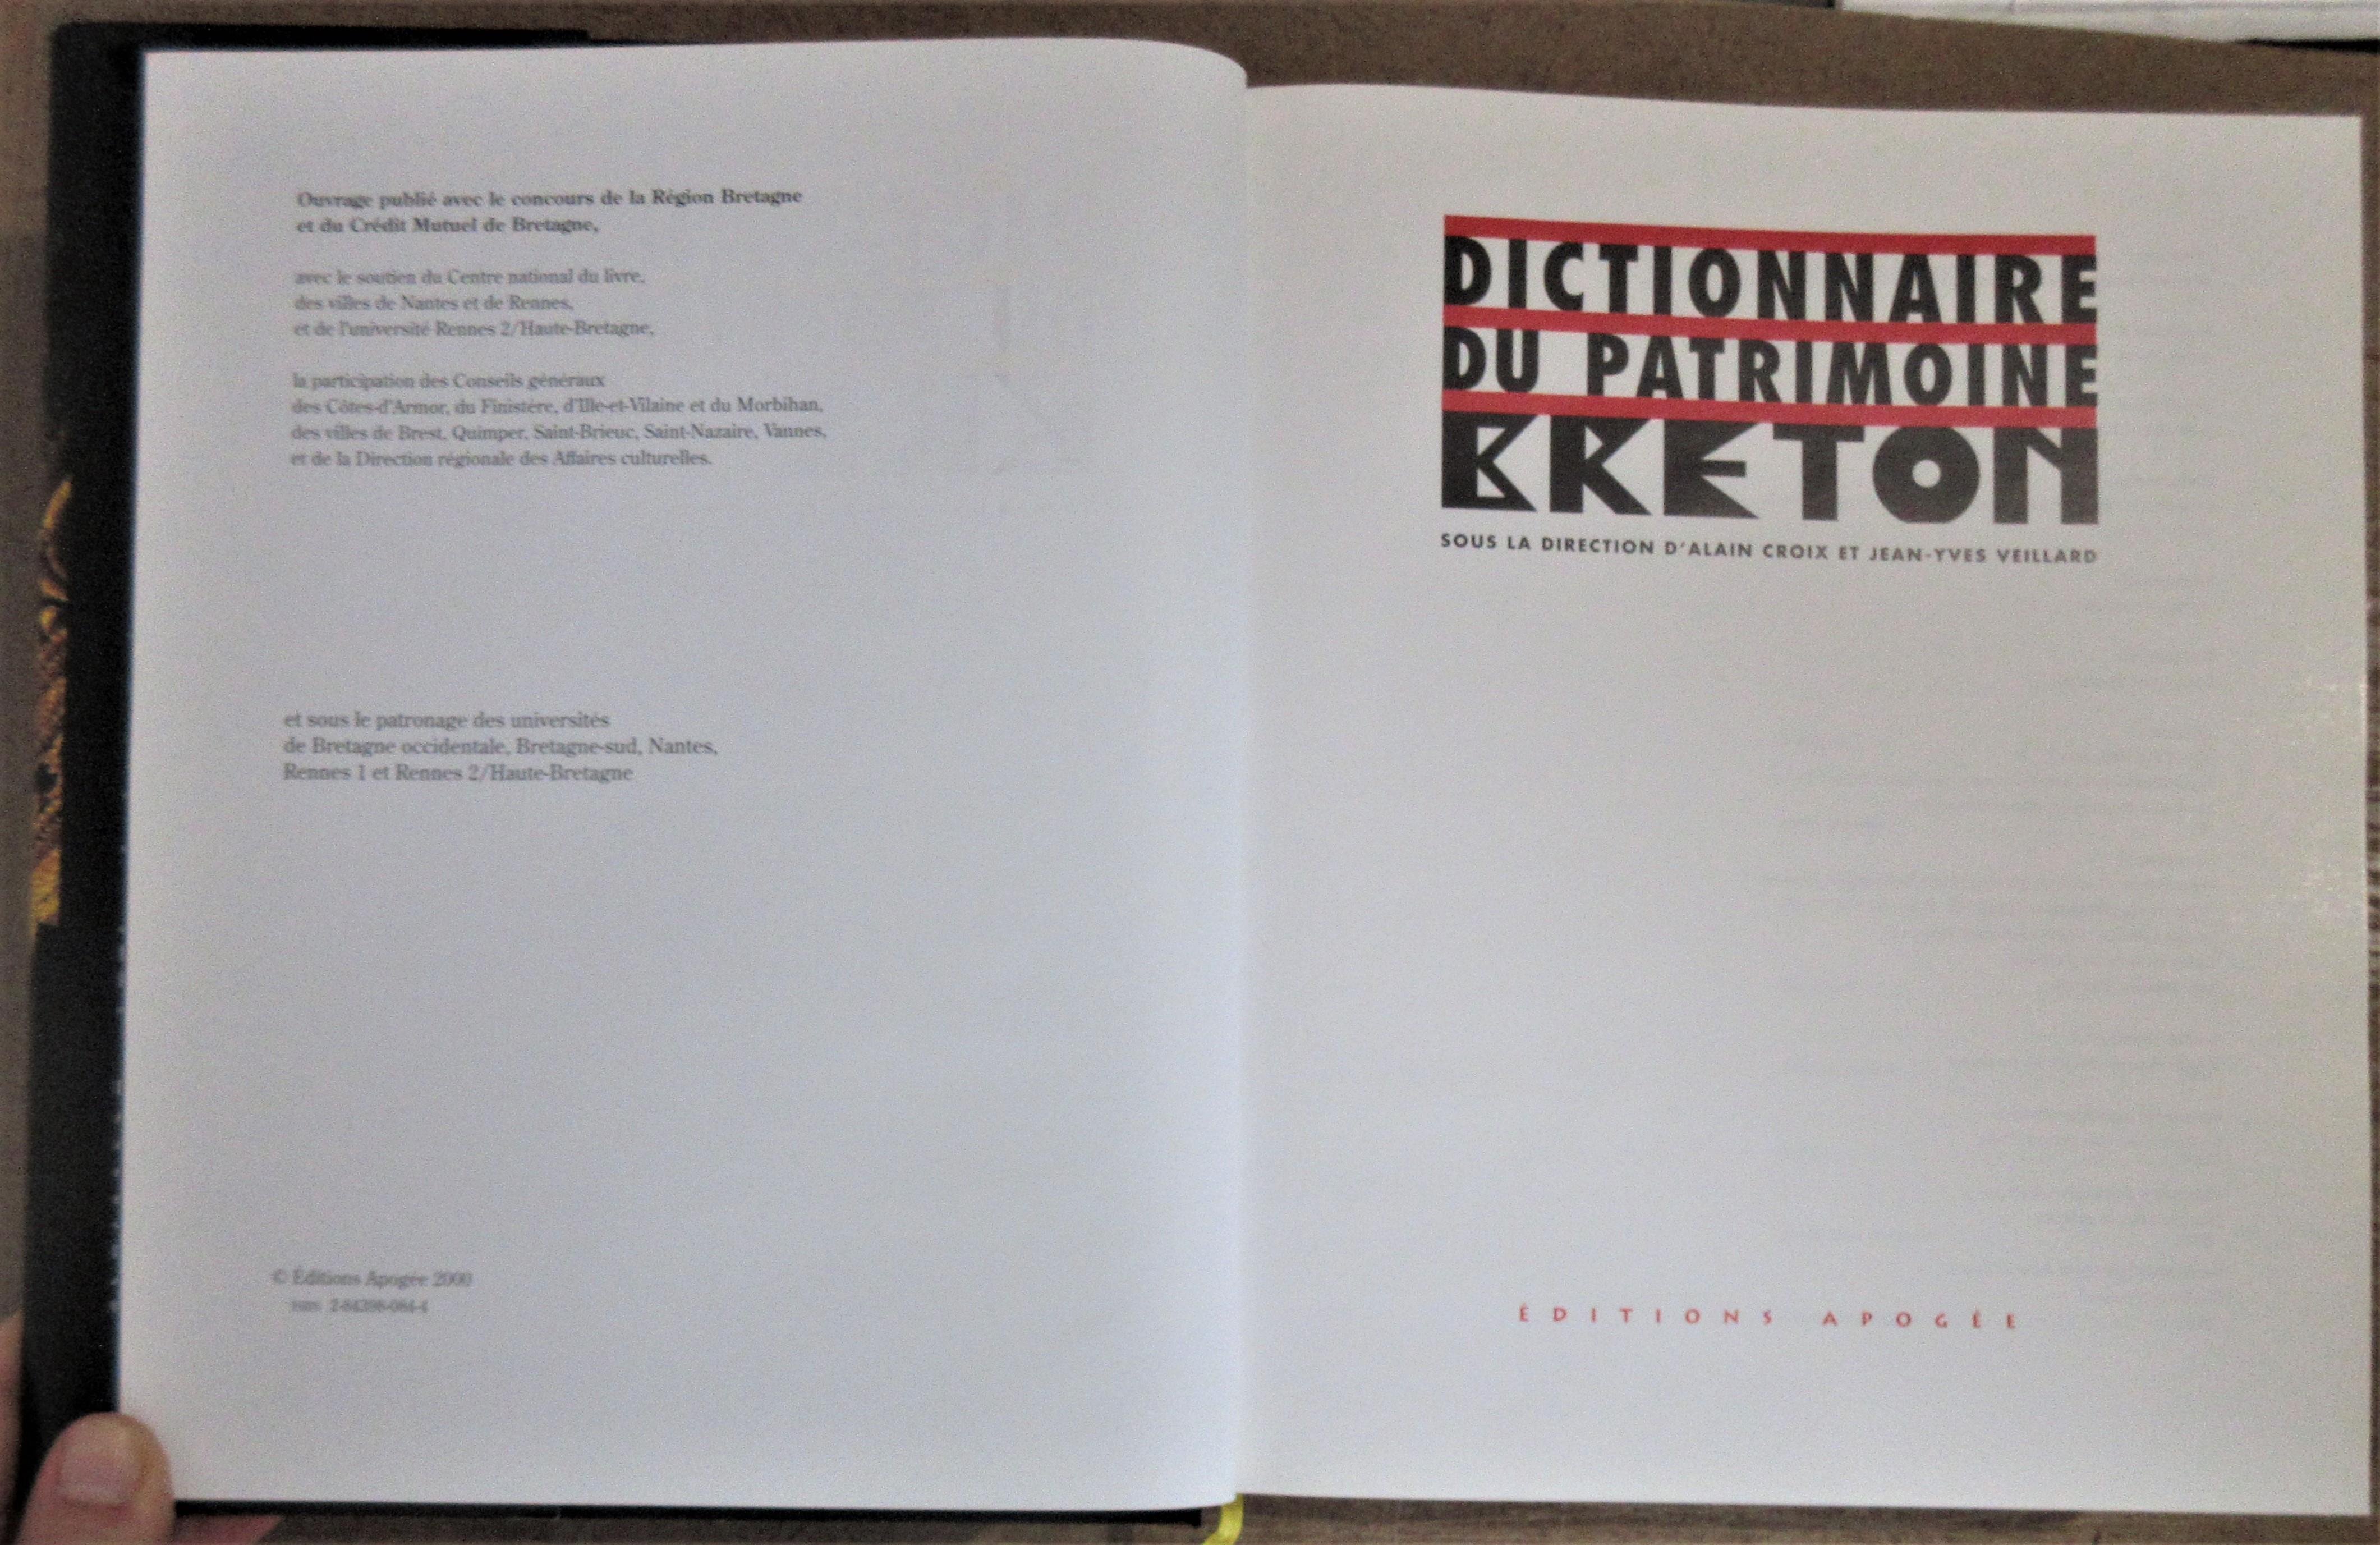 Ouvrage publié avec le concours de la Région Bretagne
et du Crédit Mutuel de Bretagne,
avec le soutien du Centre national du livre,
des villes de Nantes et de Rennes,
et de l'université Rennes 2/Haute-Bretagne,
la participation des Conseils généraux
des Côtes-d'Armor, du Finistère, d'Ille-et-Vilaine et du Morbihan,
des villes de Brest, Quimper, Saint-Brieuc, Saint-Nazaire, Vannes,
et de la Direction régionale des Affaires culturelles.
et sous le patronage des universités
de Bretagne occidentale, Bretagne-sud, Nantes,
Rennes 1 et Rennes 2/Haute-Bretagne
© Éditions Apogée 2000
ISBN 2-84398-084-4
DICTIONNAIRE
DU PATRIMOINE
BRETON
SOUS LA DIRECTION D'ALAIN CROIX ET JEAN-YVES VEILLARD
ÉDITIONS APOGÉE